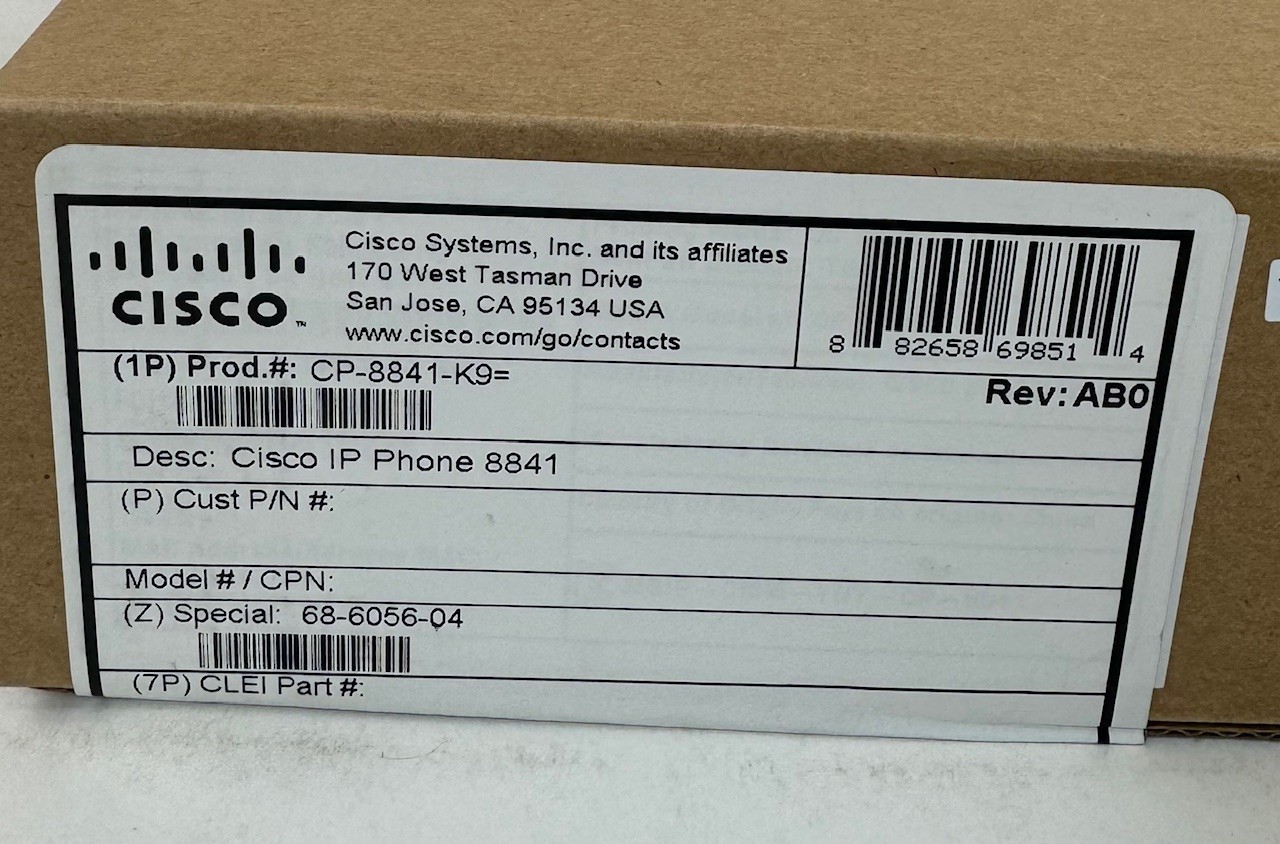 CISCO™
Cisco Systems, Inc. and its affiliates
170 West Tasman Drive
San Jose, CA 95134 USA
www.cisco.com/go/contacts
8 82658 69851 4
(1P) Prod.#: CP-8841-K9=
Rev: AB0
Desc: Cisco IP Phone 8841
(P) Cust P/N #:
Model # / CPN:
(Z) Special: 68-6056-04
(7P) CLEI Part #: